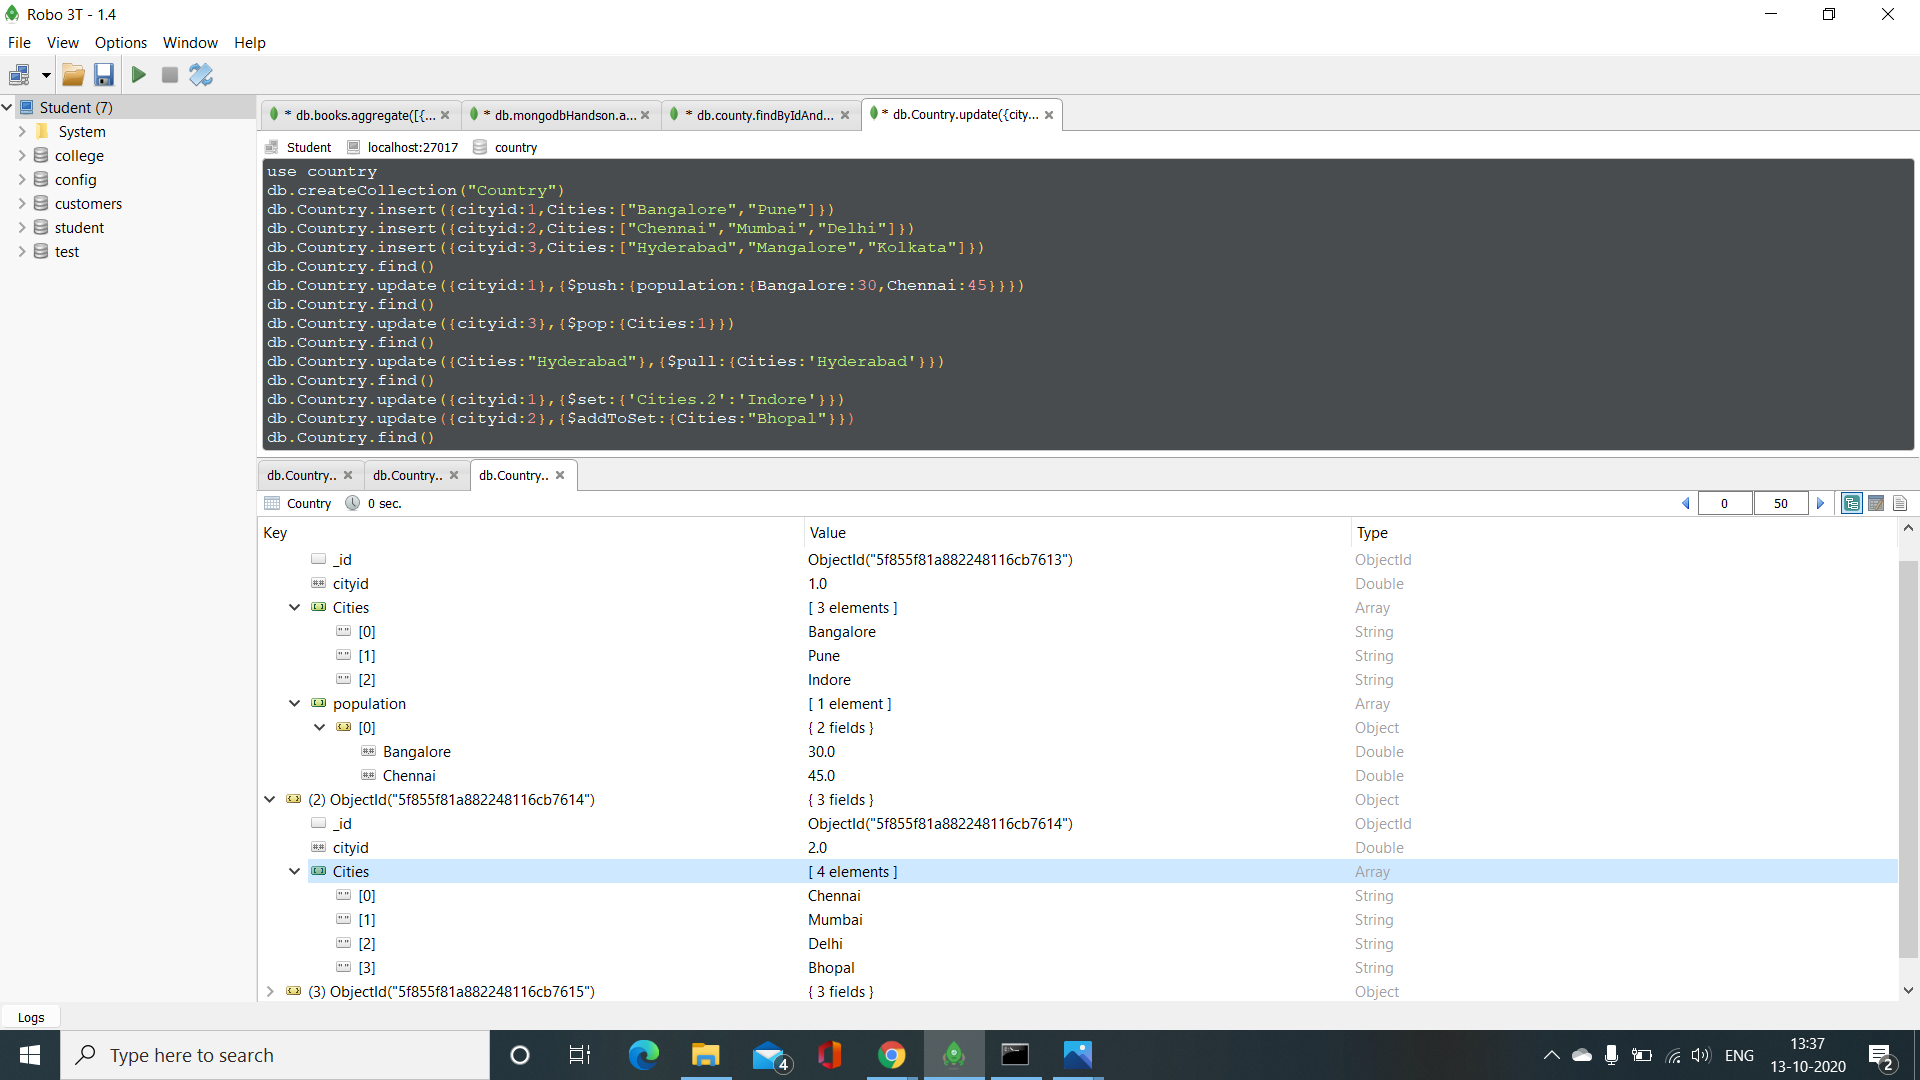 Robo 3T - 1.4
File View Options Window Help
Student (7)
System
college
config
customers
student
test
* db.books.aggregate([{... * db.mongodbHandson.a... * db.county.findByIdAnd... * db.Country.update({city...
Student localhost:27017 country
use country
db.createCollection("Country")
db.Country.insert({cityid:1,Cities:["Bangalore","Pune"]})
db.Country.insert({cityid:2,Cities:["Chennai","Mumbai","Delhi"]})
db.Country.insert({cityid:3,Cities:["Hyderabad","Mangalore","Kolkata"]})
db.Country.find()
db.Country.update({cityid:1},{$push:{population:{Bangalore:30,Chennai:45}}})
db.Country.find()
db.Country.update({cityid:3},{$pop:{Cities:1}})
db.Country.find()
db.Country.update({Cities:"Hyderabad"},{$pull:{Cities:'Hyderabad'}})
db.Country.find()
db.Country.update({cityid:1},{$set:{'Cities.2':'Indore'}})
db.Country.update({cityid:2},{$addToSet:{Cities:"Bhopal"}})
db.Country.find()
db.Country.. db.Country.. db.Country..
Country 0 sec. 0 50
Key Value Type
_id ObjectId("5f855f81a882248116cb7613") ObjectId
cityid 1.0 Double
Cities [ 3 elements ] Array
[0] Bangalore String
[1] Pune String
[2] Indore String
population [ 1 element ] Array
[0] { 2 fields } Object
Bangalore 30.0 Double
Chennai 45.0 Double
(2) ObjectId("5f855f81a882248116cb7614") { 3 fields } Object
_id ObjectId("5f855f81a882248116cb7614") ObjectId
cityid 2.0 Double
Cities [ 4 elements ] Array
[0] Chennai String
[1] Mumbai String
[2] Delhi String
[3] Bhopal String
(3) ObjectId("5f855f81a882248116cb7615") { 3 fields } Object
Logs
Type here to search 4 ENG 13:37 2
13-10-2020